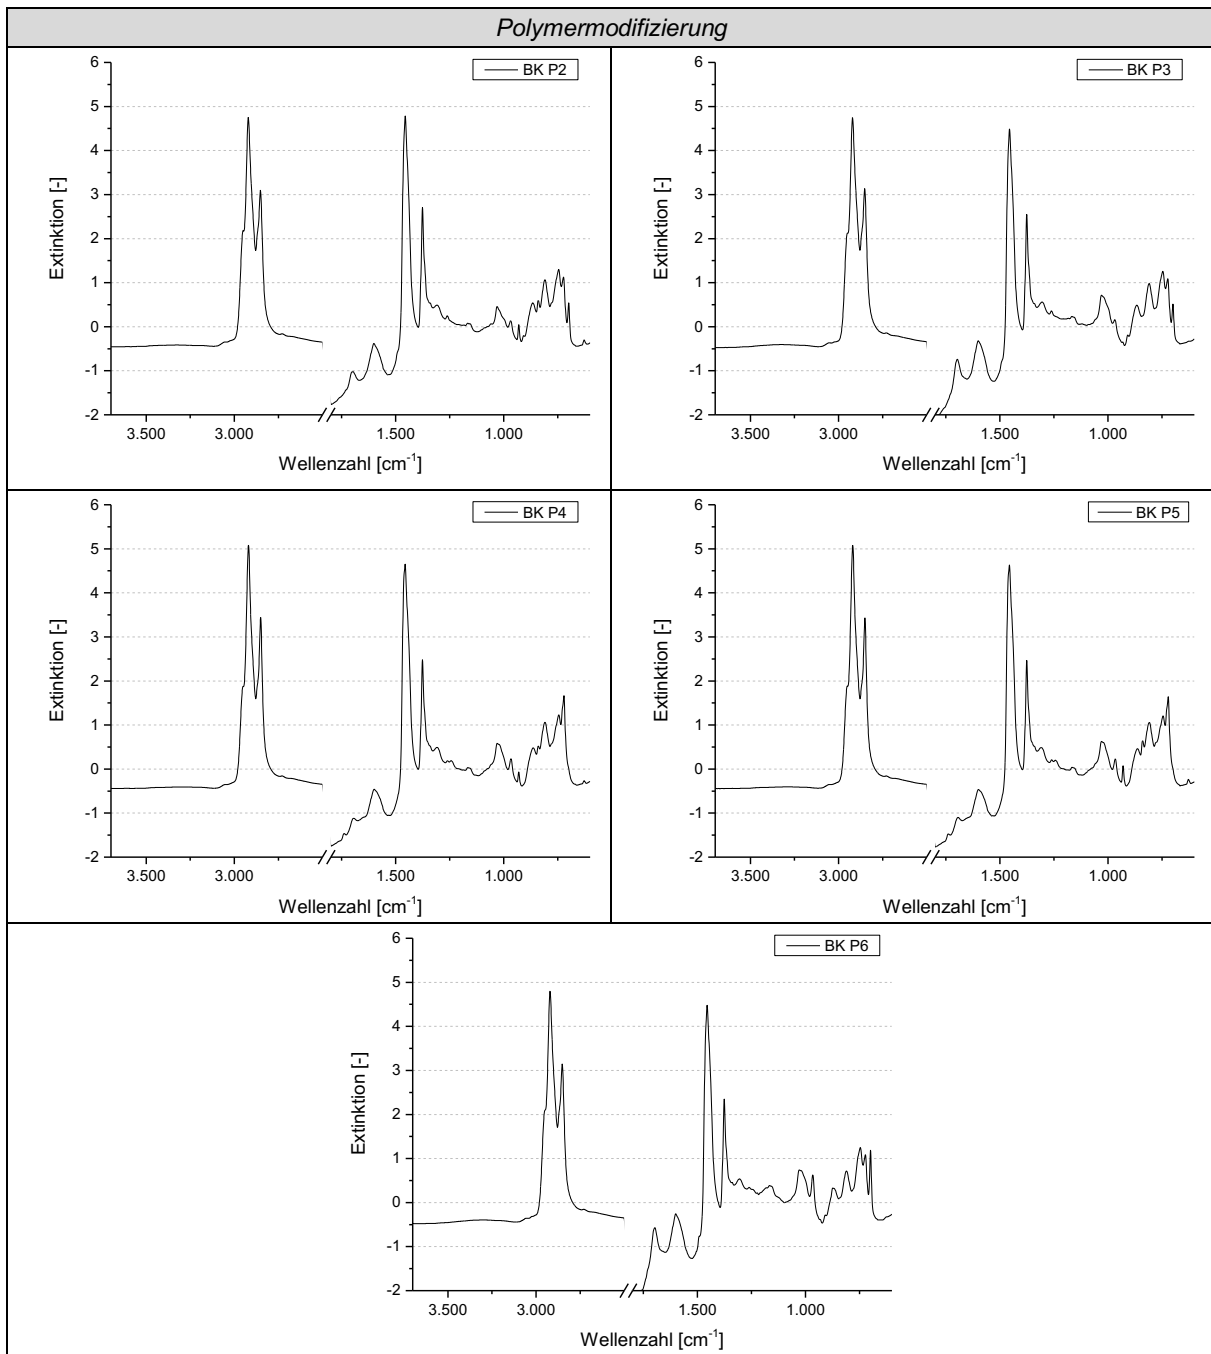 Polymermodifizierung
BK P2
6
5
4
3
2
1
0
-1
-2
Extinktion [-]
3.500 3.000 1.500 1.000
Wellenzahl [cm-1]
BK P3
6
5
4
3
2
1
0
-1
-2
Extinktion [-]
3.500 3.000 1.500 1.000
Wellenzahl [cm-1]
BK P4
6
5
4
3
2
1
0
-1
-2
Extinktion [-]
3.500 3.000 1.500 1.000
Wellenzahl [cm-1]
BK P5
6
5
4
3
2
1
0
-1
-2
Extinktion [-]
3.500 3.000 1.500 1.000
Wellenzahl [cm-1]
BK P6
6
5
4
3
2
1
0
-1
-2
Extinktion [-]
3.500 3.000 1.500 1.000
Wellenzahl [cm-1]